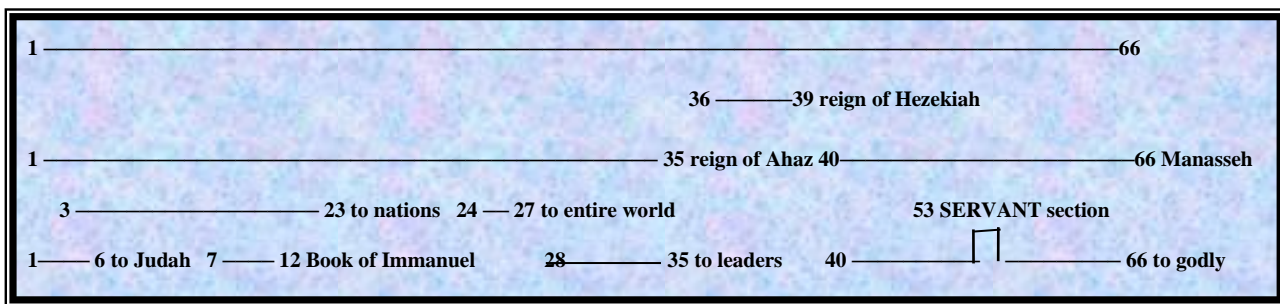 1 66
36 39 reign of Hezekiah
1 35 reign of Ahaz 40 66 Manasseh
3 23 to nations 24 27 to entire world 53 SERVANT section
1 6 to Judah 7 12 Book of Immanuel 28 35 to leaders 40 66 to godly